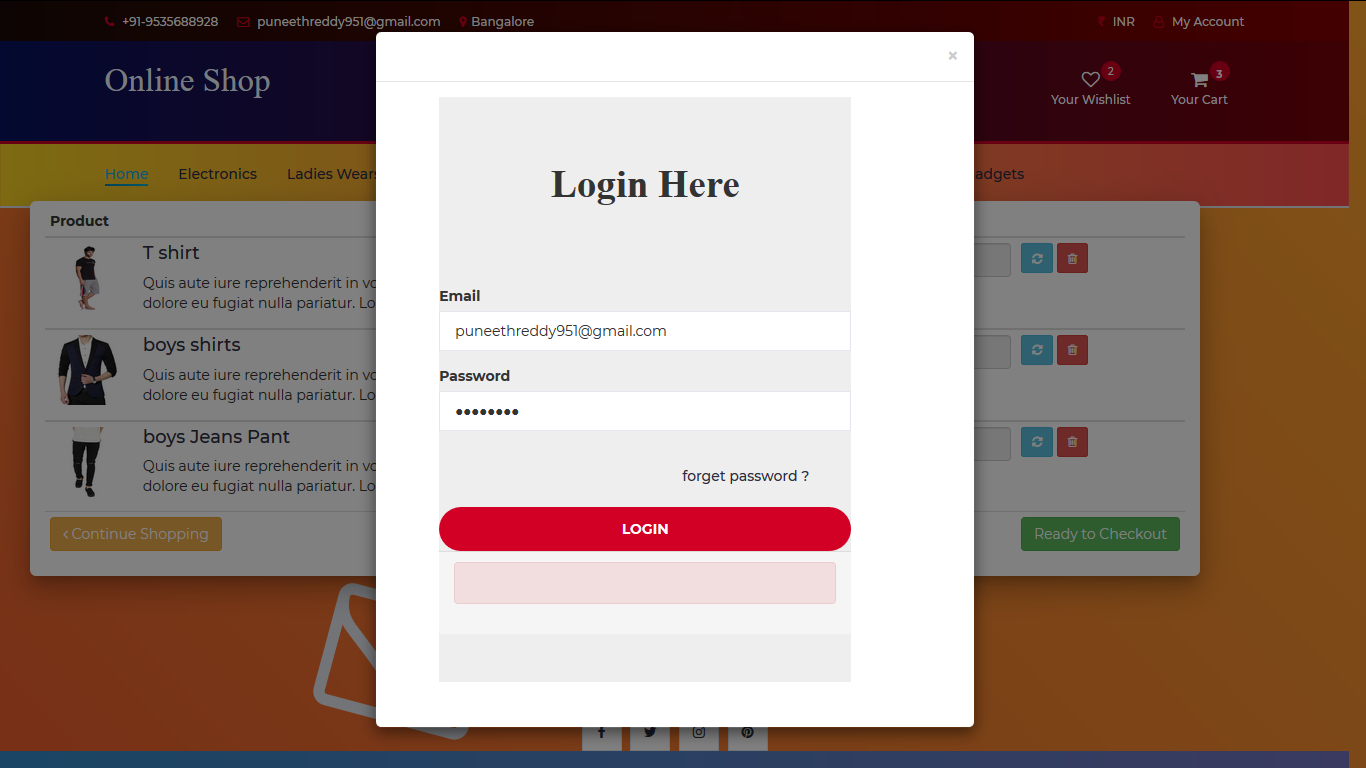 +91-9535688928 puneethreddy951@gmail.com Bangalore INR My Account
×
Online Shop
2
3
Your Wishlist Your Cart
Home Electronics Ladies Wears adgets
Login Here
Product
T shirt
Quis aute iure reprehenderit in vo
dolore eu fugiat nulla pariatur. Lo
Email
puneethreddy951@gmail.com
boys shirts
Quis aute iure reprehenderit in vo
dolore eu fugiat nulla pariatur. Lo
Password
••••••••
boys Jeans Pant
Quis aute iure reprehenderit in vo
dolore eu fugiat nulla pariatur. Lo
forget password ?
LOGIN
Continue Shopping Ready to Checkout